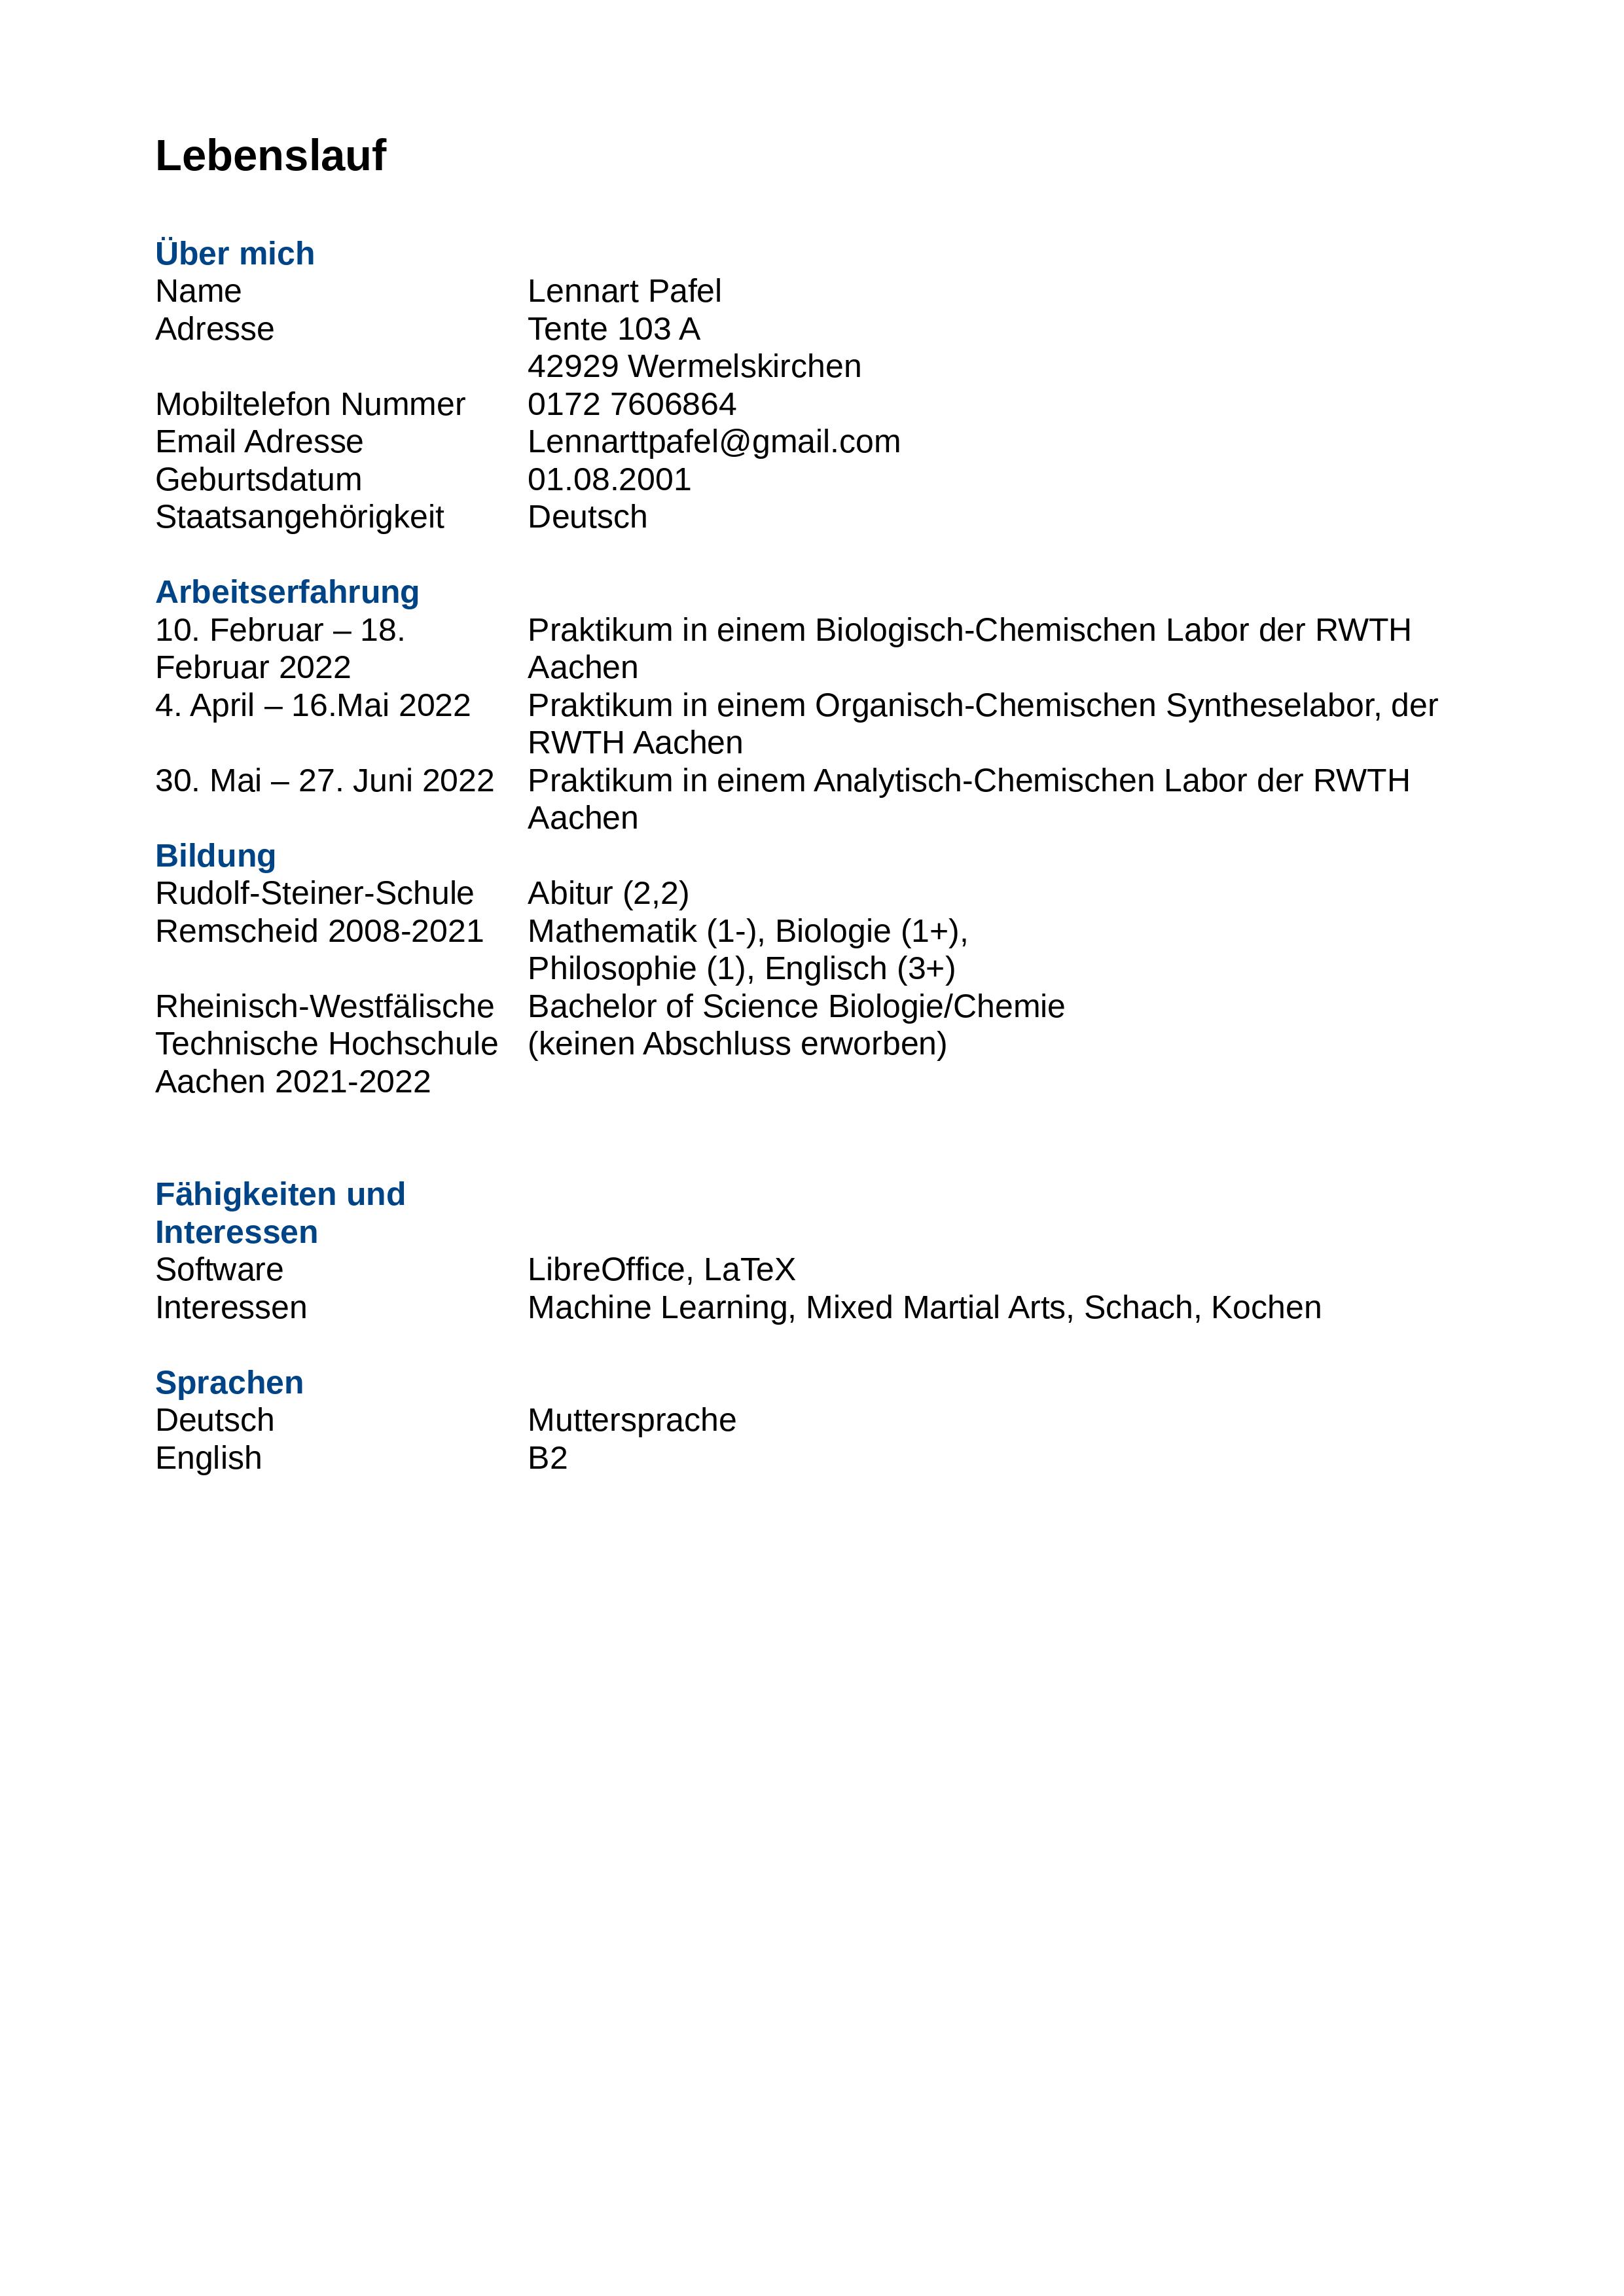 Lebenslauf
Über mich
Name Lennart Pafel
Adresse Tente 103 A
42929 Wermelskirchen
Mobiltelefon Nummer 0172 7606864
Email Adresse Lennarttpafel@gmail.com
Geburtsdatum 01.08.2001
Staatsangehörigkeit Deutsch
Arbeitserfahrung
10. Februar – 18. Praktikum in einem Biologisch-Chemischen Labor der RWTH
Februar 2022 Aachen
4. April – 16.Mai 2022 Praktikum in einem Organisch-Chemischen Syntheselabor, der
RWTH Aachen
30. Mai – 27. Juni 2022 Praktikum in einem Analytisch-Chemischen Labor der RWTH
Aachen
Bildung
Rudolf-Steiner-Schule Abitur (2,2)
Remscheid 2008-2021 Mathematik (1-), Biologie (1+),
Philosophie (1), Englisch (3+)
Rheinisch-Westfälische Bachelor of Science Biologie/Chemie
Technische Hochschule (keinen Abschluss erworben)
Aachen 2021-2022
Fähigkeiten und
Interessen
Software LibreOffice, LaTeX
Interessen Machine Learning, Mixed Martial Arts, Schach, Kochen
Sprachen
Deutsch Muttersprache
English B2